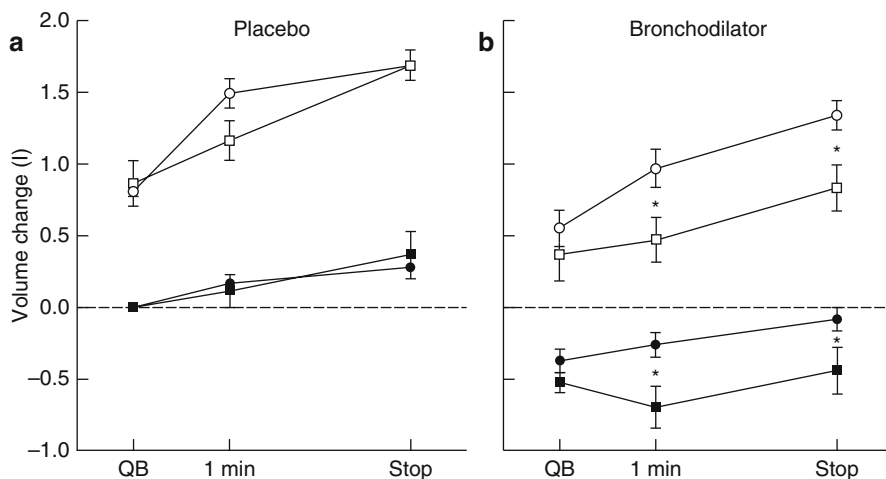 a
Placebo
b
Bronchodilator
Volume change (l)
2.0
1.5
1.0
0.5
0.0
–0.5
–1.0
*
*
*
*
QB
1 min
Stop
QB
1 min
Stop